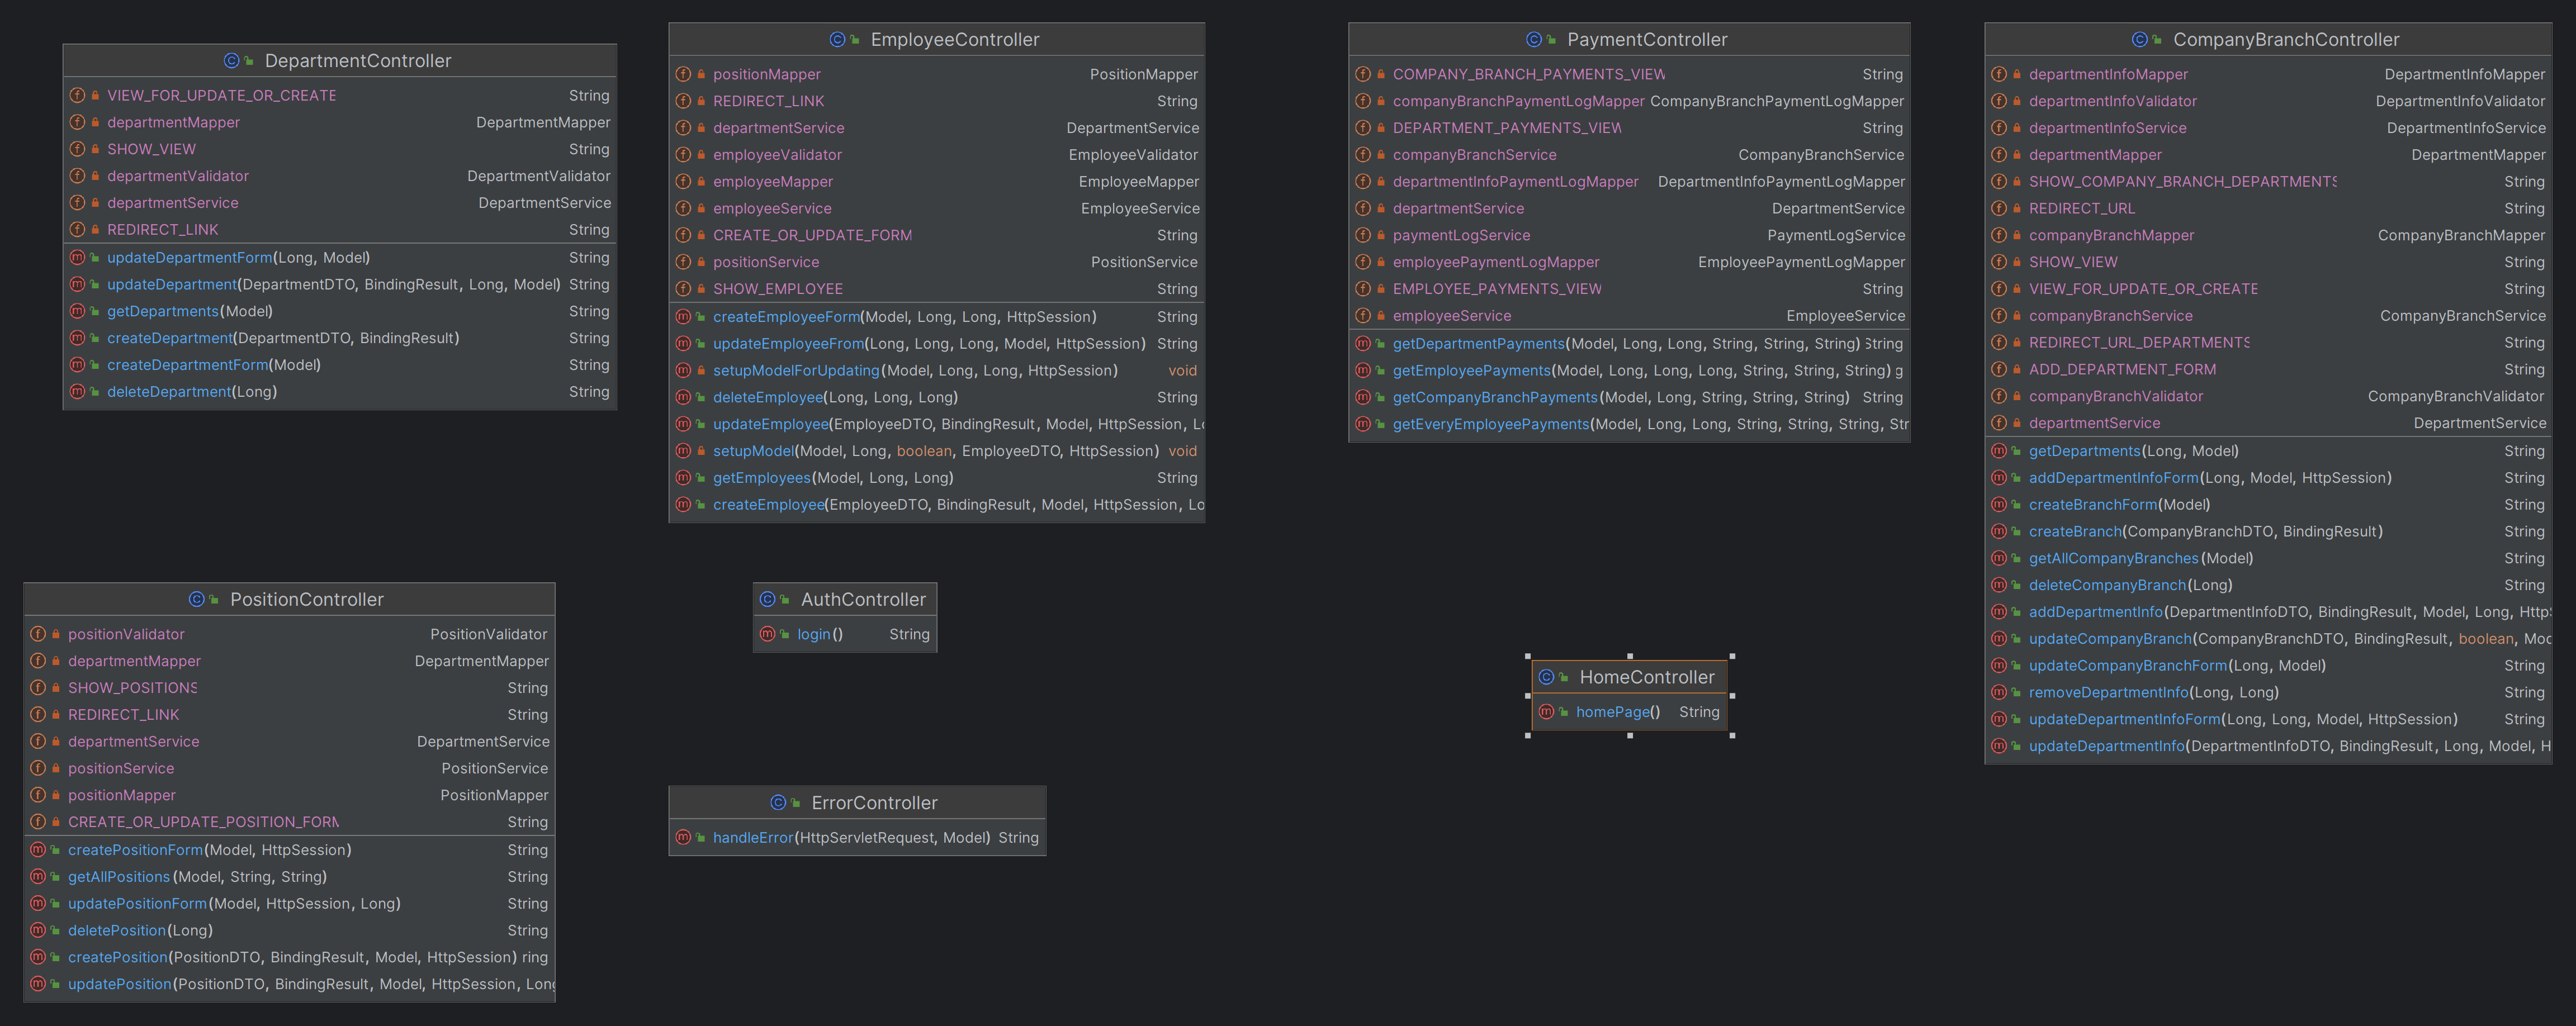 DepartmentController
VIEW_FOR_UPDATE_OR_CREATE String
departmentMapper DepartmentMapper
SHOW_VIEW String
departmentValidator DepartmentValidator
departmentService DepartmentService
REDIRECT_LINK String
updateDepartmentForm(Long, Model) String
updateDepartment(DepartmentDTO, BindingResult, Long, Model) String
getDepartments(Model) String
createDepartment(DepartmentDTO, BindingResult) String
createDepartmentForm(Model) String
deleteDepartment(Long) String
EmployeeController
positionMapper PositionMapper
REDIRECT_LINK String
departmentService DepartmentService
employeeValidator EmployeeValidator
employeeMapper EmployeeMapper
employeeService EmployeeService
CREATE_OR_UPDATE_FORM String
positionService PositionService
SHOW_EMPLOYEE String
createEmployeeForm(Model, Long, Long, HttpSession) String
updateEmployeeFrom(Long, Long, Long, Model, HttpSession) String
setupModelForUpdating(Model, Long, Long, HttpSession) void
deleteEmployee(Long, Long, Long) String
updateEmployee(EmployeeDTO, BindingResult, Model, HttpSession, Lo
setupModel(Model, Long, boolean, EmployeeDTO, HttpSession) void
getEmployees(Model, Long, Long) String
createEmployee(EmployeeDTO, BindingResult, Model, HttpSession, Lo
PaymentController
COMPANY_BRANCH_PAYMENTS_VIEW String
companyBranchPaymentLogMapper CompanyBranchPaymentLogMapper
DEPARTMENT_PAYMENTS_VIEW String
companyBranchService CompanyBranchService
departmentInfoPaymentLogMapper DepartmentInfoPaymentLogMapper
departmentService DepartmentService
paymentLogService PaymentLogService
employeePaymentLogMapper EmployeePaymentLogMapper
EMPLOYEE_PAYMENTS_VIEW String
employeeService EmployeeService
getDepartmentPayments(Model, Long, Long, String, String, String) String
getEmployeePayments(Model, Long, Long, Long, String, String, String) g
getCompanyBranchPayments(Model, Long, String, String, String) String
getEveryEmployeePayments(Model, Long, Long, String, String, String, Str
CompanyBranchController
departmentInfoMapper DepartmentInfoMapper
departmentInfoValidator DepartmentInfoValidator
departmentInfoService DepartmentInfoService
departmentMapper DepartmentMapper
SHOW_COMPANY_BRANCH_DEPARTMENTS String
REDIRECT_URL String
companyBranchMapper CompanyBranchMapper
SHOW_VIEW String
VIEW_FOR_UPDATE_OR_CREATE String
companyBranchService CompanyBranchService
REDIRECT_URL_DEPARTMENTS String
ADD_DEPARTMENT_FORM String
companyBranchValidator CompanyBranchValidator
departmentService DepartmentService
getDepartments(Long, Model) String
addDepartmentInfoForm(Long, Model, HttpSession) String
createBranchForm(Model) String
createBranch(CompanyBranchDTO, BindingResult) String
getAllCompanyBranches(Model) String
deleteCompanyBranch(Long) String
addDepartmentInfo(DepartmentInfoDTO, BindingResult, Model, Long, Http
updateCompanyBranch(CompanyBranchDTO, BindingResult, boolean, Moc
updateCompanyBranchForm(Long, Model) String
removeDepartmentInfo(Long, Long) String
updateDepartmentInfoForm(Long, Long, Model, HttpSession) String
updateDepartmentInfo(DepartmentInfoDTO, BindingResult, Long, Model, H
PositionController
positionValidator PositionValidator
departmentMapper DepartmentMapper
SHOW_POSITIONS String
REDIRECT_LINK String
departmentService DepartmentService
positionService PositionService
positionMapper PositionMapper
CREATE_OR_UPDATE_POSITION_FORM String
createPositionForm(Model, HttpSession) String
getAllPositions(Model, String, String) String
updatePositionForm(Model, HttpSession, Long) String
deletePosition(Long) String
createPosition(PositionDTO, BindingResult, Model, HttpSession) ring
updatePosition(PositionDTO, BindingResult, Model, HttpSession, Long
AuthController
login() String
ErrorController
handleError(HttpServletRequest, Model) String
HomeController
homePage() String